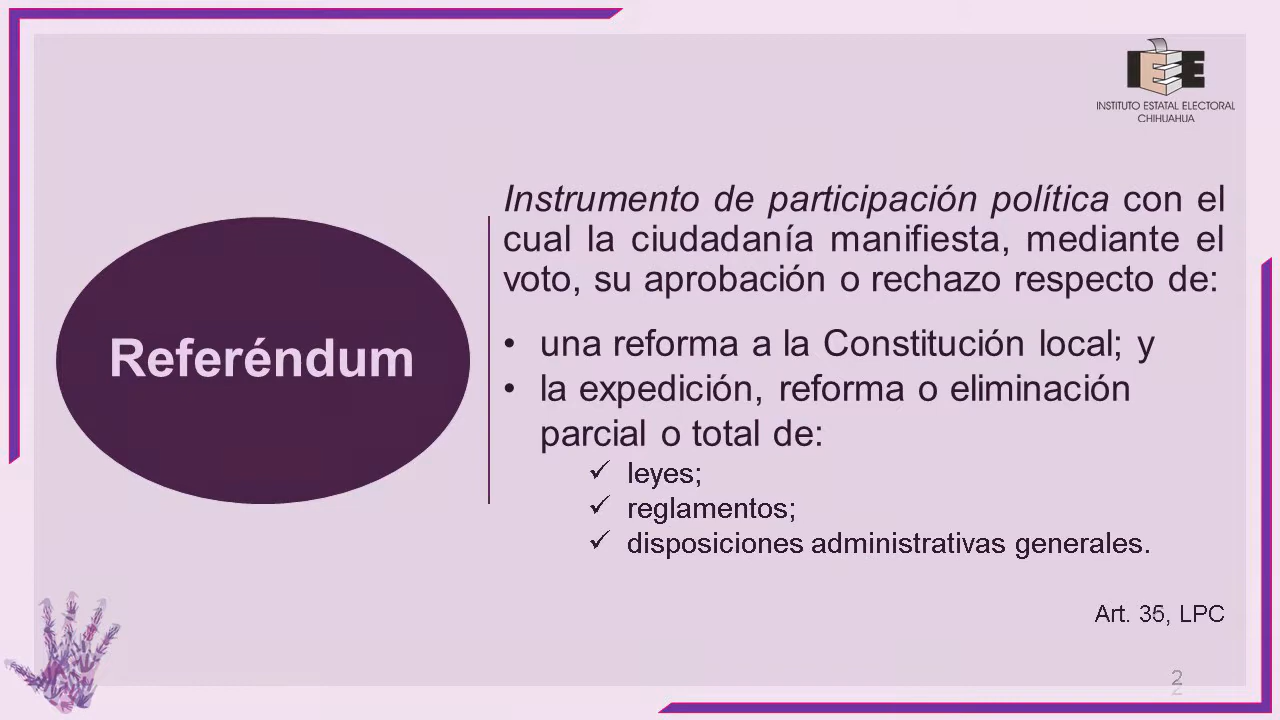 IEE
INSTITUTO ESTATAL ELECTORAL
CHIHUAHUA
Referéndum
Instrumento de participación política con el
cual la ciudadanía manifiesta, mediante el
voto, su aprobación o rechazo respecto de:
• una reforma a la Constitución local; y
• la expedición, reforma o eliminación
parcial o total de:
✓ leyes;
✓ reglamentos;
✓ disposiciones administrativas generales.
Art. 35, LPC
2